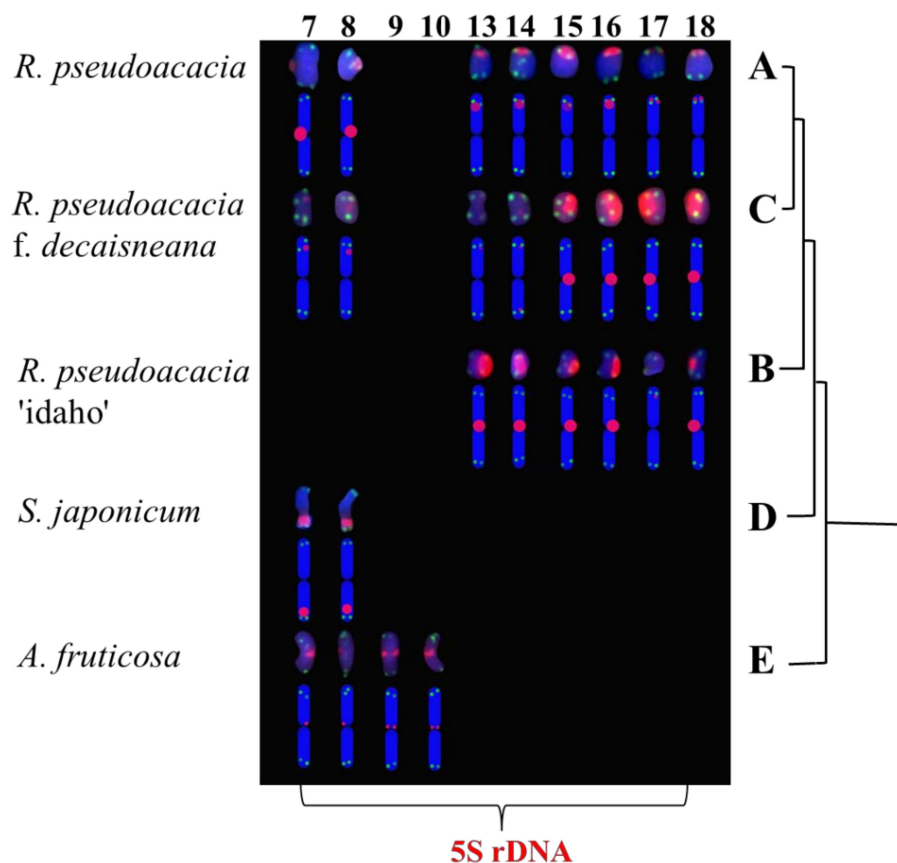 7 8 9 10 13 14 15 16 17 18
R. pseudoacacia
A
R. pseudoacacia
f. decaisneana
C
R. pseudoacacia
'idaho'
B
S. japonicum
D
A. fruticosa
E
5S rDNA